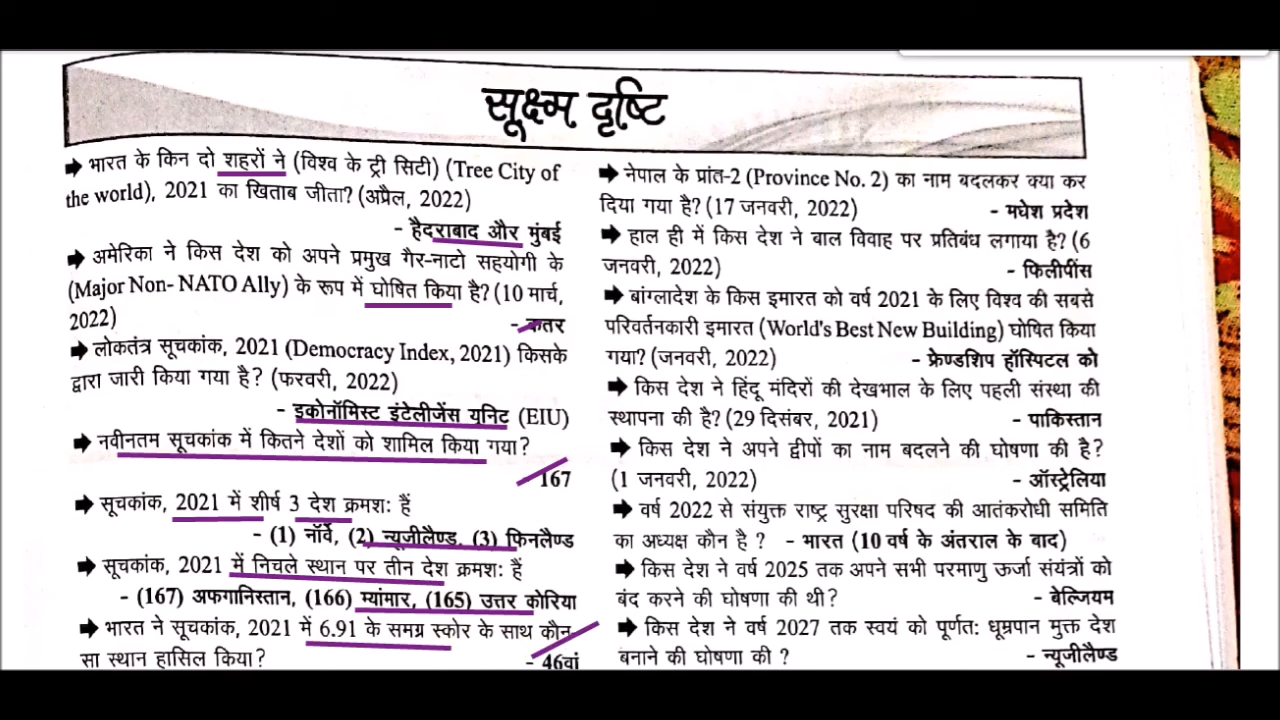 सूक्ष्म दृष्टि
➡ भारत के किन दो शहरों ने (विश्व के ट्री सिटी) (Tree City of
the world), 2021 का खिताब जीता? (अप्रैल, 2022)
- हैदराबाद और मुंबई
➡ अमेरिका ने किस देश को अपने प्रमुख गैर-नाटो सहयोगी के
(Major Non- NATO Ally) के रूप में घोषित किया है? (10 मार्च,
2022)
- कतर
➡ लोकतंत्र सूचकांक, 2021 (Democracy Index, 2021) किसके
द्वारा जारी किया गया है? (फरवरी, 2022)
- इकोनॉमिस्ट इंटेलीजेंस यूनिट (EIU)
➡ नवीनतम सूचकांक में कितने देशों को शामिल किया गया?
167
➡ सूचकांक, 2021 में शीर्ष 3 देश क्रमशः हैं
- (1) नॉर्वे, (2) न्यूजीलैण्ड, (3) फिनलैण्ड
➡ सूचकांक, 2021 में निचले स्थान पर तीन देश क्रमशः हैं
- (167) अफगानिस्तान, (166) म्यांमार, (165) उत्तर कोरिया
➡ भारत ने सूचकांक, 2021 में 6.91 के समग्र स्कोर के साथ कौन-
सा स्थान हासिल किया?
- 46वां
➡ नेपाल के प्रांत-2 (Province No. 2) का नाम बदलकर क्या कर
दिया गया है? (17 जनवरी, 2022) - मधेश प्रदेश
➡ हाल ही में किस देश ने बाल विवाह पर प्रतिबंध लगाया है? (6
जनवरी, 2022) - फिलीपींस
➡ बांग्लादेश के किस इमारत को वर्ष 2021 के लिए विश्व की सबसे
परिवर्तनकारी इमारत (World's Best New Building) घोषित किया
गया? (जनवरी, 2022) - फ्रेण्डशिप हॉस्पिटल को
➡ किस देश ने हिंदू मंदिरों की देखभाल के लिए पहली संस्था की
स्थापना की है? (29 दिसंबर, 2021) - पाकिस्तान
➡ किस देश ने अपने द्वीपों का नाम बदलने की घोषणा की है?
(1 जनवरी, 2022) - ऑस्ट्रेलिया
➡ वर्ष 2022 से संयुक्त राष्ट्र सुरक्षा परिषद की आतंकरोधी समिति
का अध्यक्ष कौन है ? - भारत (10 वर्ष के अंतराल के बाद)
➡ किस देश ने वर्ष 2025 तक अपने सभी परमाणु ऊर्जा संयंत्रों को
बंद करने की घोषणा की थी? - बेल्जियम
➡ किस देश ने वर्ष 2027 तक स्वयं को पूर्णत: धूम्रपान मुक्त देश
बनाने की घोषणा की ? - न्यूजीलैण्ड